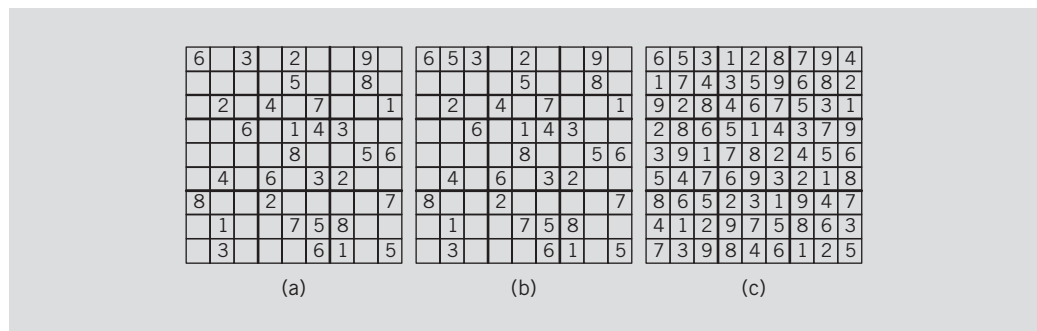 6 3 2 9 6 5 3 2 9 6 5 3 1 2 8 7 9 4
5 8 5 8 1 7 4 3 5 9 6 8 2
2 4 7 1 2 4 7 1 9 2 8 4 6 7 5 3 1
6 1 4 3 6 1 4 3 2 8 6 5 1 4 3 7 9
8 5 6 8 5 6 3 9 1 7 8 2 4 5 6
4 6 3 2 4 6 3 2 5 4 7 6 9 3 2 1 8
8 2 7 8 2 7 8 6 5 2 3 1 9 4 7
1 7 5 8 1 7 5 8 4 1 2 9 7 5 8 6 3
3 6 1 5 3 6 1 5 7 3 9 8 4 6 1 2 5
(a) (b) (c)